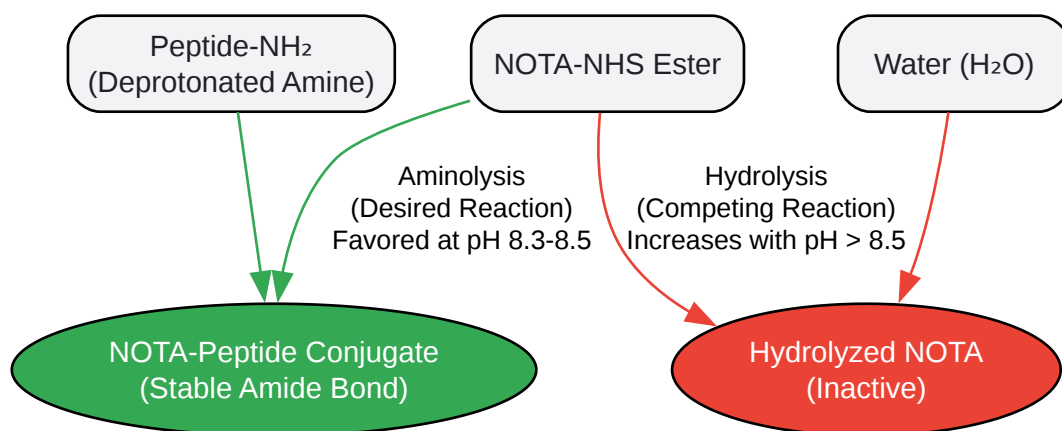 Peptide-NH₂
(Deprotonated Amine)
NOTA-NHS Ester
Water (H₂O)
Aminolysis
(Desired Reaction)
Favored at pH 8.3-8.5
Hydrolysis
(Competing Reaction)
Increases with pH > 8.5
NOTA-Peptide Conjugate
(Stable Amide Bond)
Hydrolyzed NOTA
(Inactive)